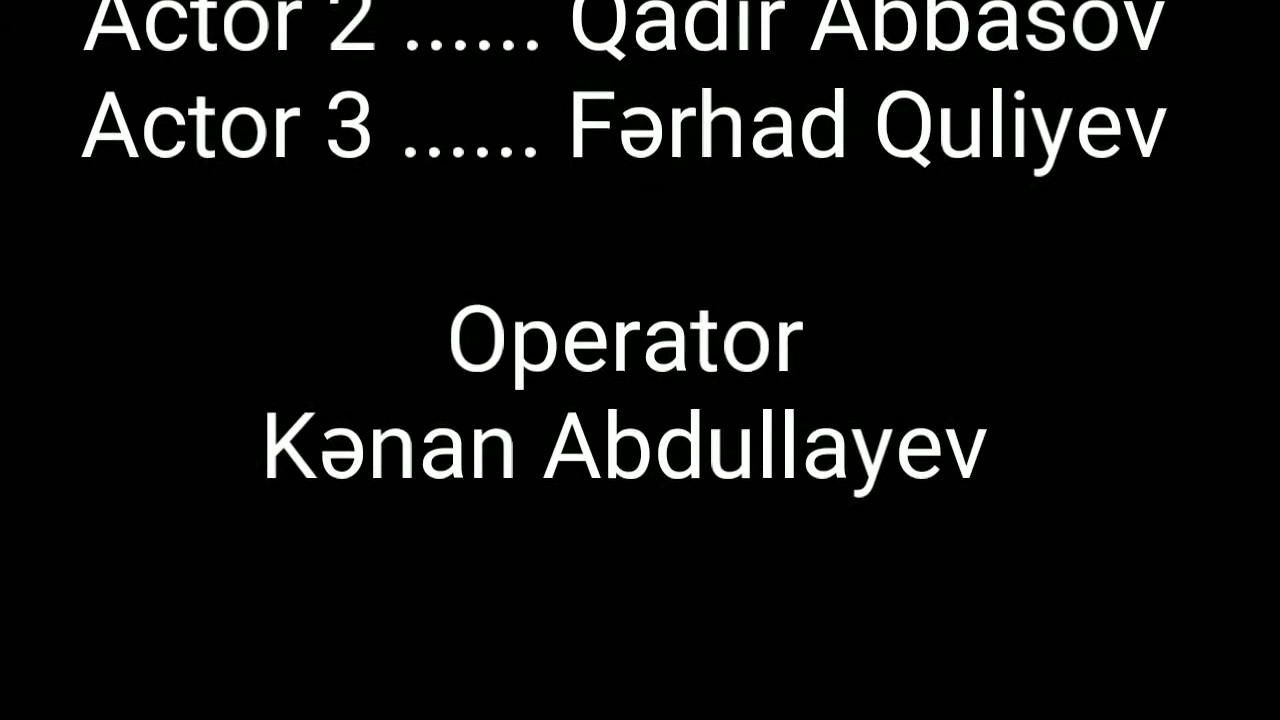 Actor 2 ...... Qadir Abbasov
Actor 3 ...... Fərhad Quliyev
Operator
Kənan Abdullayev